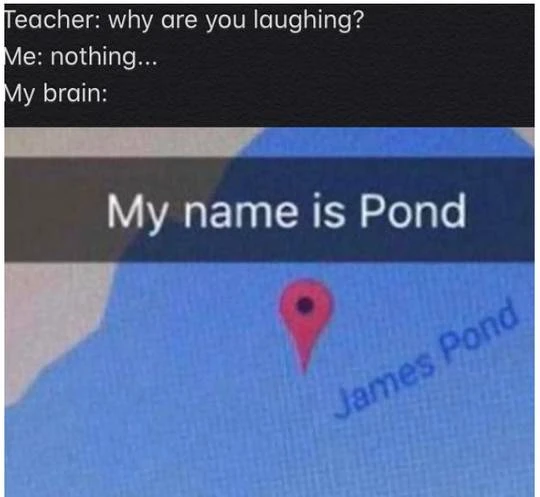 Teacher: why are you laughing?
Me: nothing...
My brain:
My name is Pond
James Pond